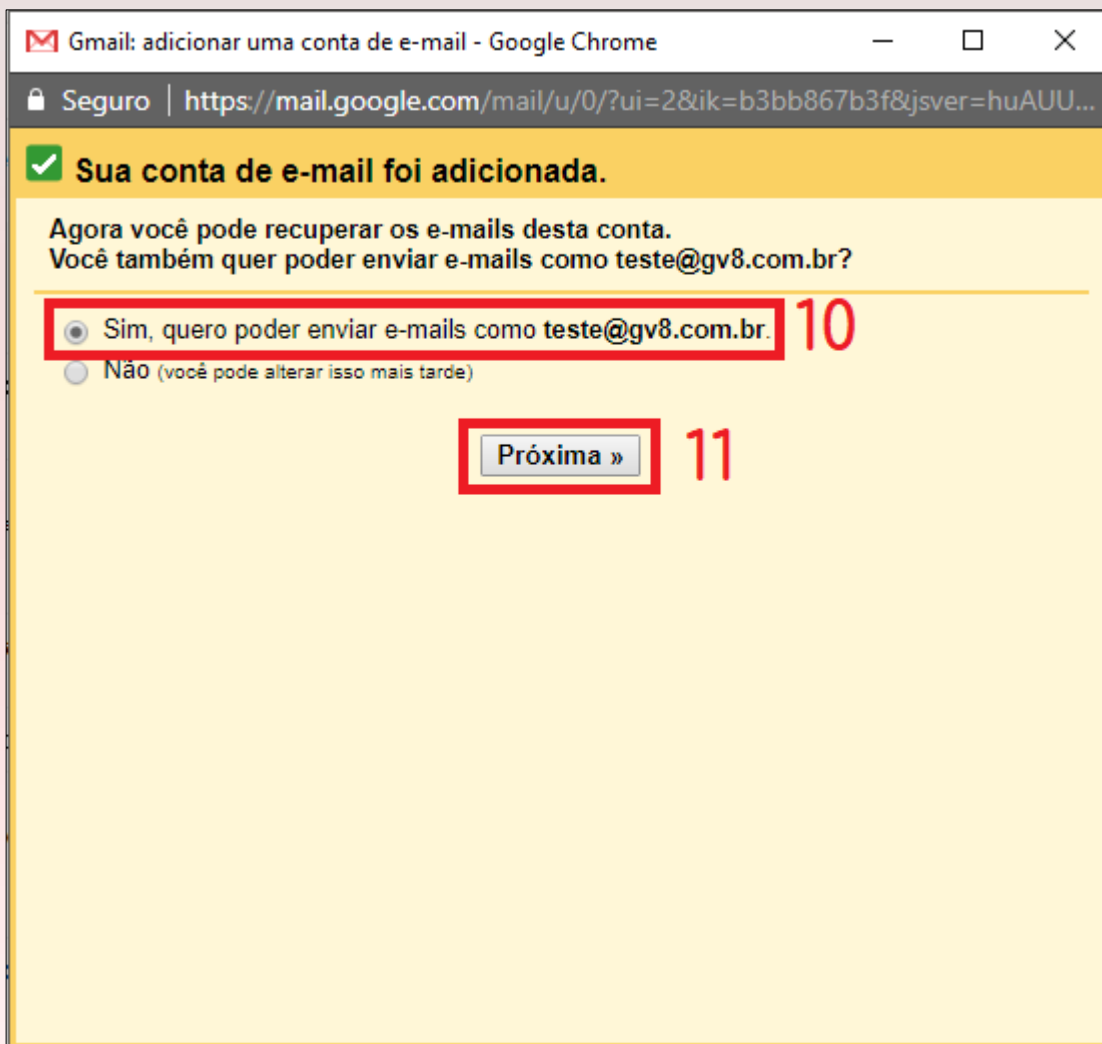 Gmail: adicionar uma conta de e-mail - Google Chrome
Seguro | https://mail.google.com/mail/u/0/?ui=2&ik=b3bb867b3f&jsver=huAUU...
Sua conta de e-mail foi adicionada.
Agora você pode recuperar os e-mails desta conta.
Você também quer poder enviar e-mails como teste@gv8.com.br?
Sim, quero poder enviar e-mails como teste@gv8.com.br. 10
Não (você pode alterar isso mais tarde)
Próxima » 11